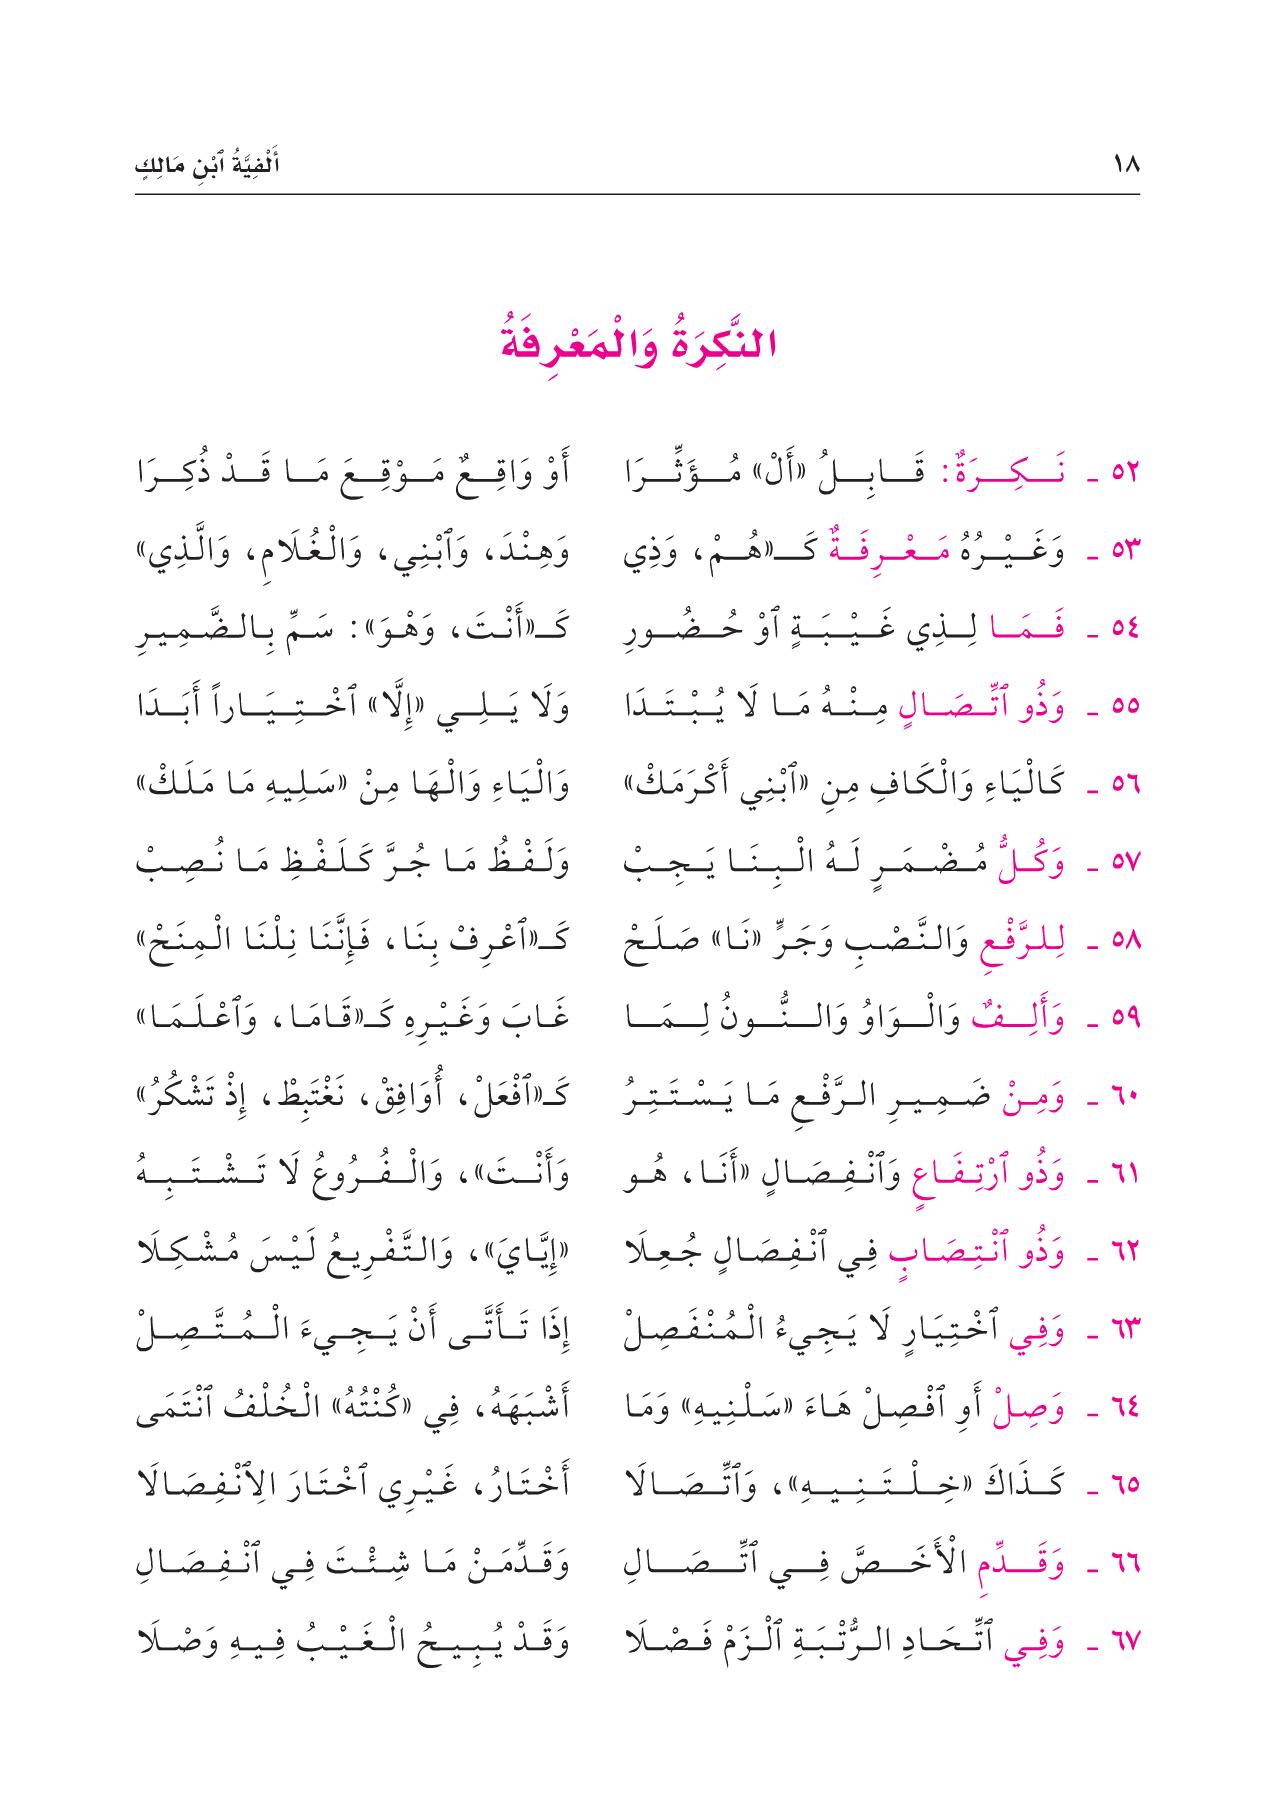 ١٨ أَلْفِيَّةُ ٱبْنِ مَالِكٍ
النَّكِرَةُ وَالْمَعْرِفَةُ
٥٢ - نَكِرَةٌ: قَابِلُ «أَلْ» مُؤَثِّرَا أَوْ وَاقِعٌ مَوْقِعَ مَا قَدْ ذُكِرَا
٥٣ - وَغَيْرُهُ مَعْرِفَةٌ كَـ«هُمْ، وَذِي وَهِنْدَ، وَٱبْنِي، وَالْغُلَامِ، وَالَّذِي»
٥٤ - فَمَا لِذِي غَيْبَةٍ ٱوْ حُضُورِ كَـ«أَنْتَ، وَهْوَ»: سَمِّ بِالضَّمِيرِ
٥٥ - وَذُو ٱتِّصَالٍ مِنْهُ مَا لَا يُبْتَدَا وَلَا يَلِي «إِلَّا» ٱخْتِيَاراً أَبَدَا
٥٦ - كَالْيَاءِ وَالْكَافِ مِنِ «ٱبْنِي أَكْرَمَكْ» وَالْيَاءِ وَالْهَا مِنْ «سَلِيهِ مَا مَلَكْ»
٥٧ - وَكُلُّ مُضْمَرٍ لَهُ الْبِنَا يَجِبْ وَلَفْظُ مَا جُرَّ كَلَفْظِ مَا نُصِبْ
٥٨ - لِلرَّفْعِ وَالنَّصْبِ وَجَرٍّ «نَا» صَلَحْ كَـ«ٱعْرِفْ بِنَا، فَإِنَّنَا نِلْنَا الْمِنَحْ»
٥٩ - وَأَلِفٌ وَالْوَاوُ وَالنُّونُ لِمَا غَابَ وَغَيْرِهِ كَـ«قَامَا، وَٱعْلَمَا»
٦٠ - وَمِنْ ضَمِيرِ الرَّفْعِ مَا يَسْتَتِرُ كَـ«ٱفْعَلْ، أُوَافِقْ، نَغْتَبِطْ، إِذْ تَشْكُرُ»
٦١ - وَذُو ٱرْتِفَاعٍ وَٱنْفِصَالٍ «أَنَا، هُو وَأَنْتَ»، وَالْفُرُوعُ لَا تَشْتَبِهُ
٦٢ - وَذُو ٱنْتِصَابٍ فِي ٱنْفِصَالٍ جُعِلَا «إِيَّايَ»، وَالتَّفْرِيعُ لَيْسَ مُشْكِلَا
٦٣ - وَفِي ٱخْتِيَارٍ لَا يَجِيءُ الْمُنْفَصِلْ إِذَا تَأَتَّى أَنْ يَجِيءَ الْمُتَّصِلْ
٦٤ - وَصِلْ أَوِ ٱفْصِلْ هَاءَ «سَلْنِيهِ» وَمَا أَشْبَهَهُ، فِي «كُنْتُهُ» الْخُلْفُ ٱنْتَمَى
٦٥ - كَذَاكَ «خِلْتَنِيهِ»، وَٱتِّصَالَا أَخْتَارُ، غَيْرِي ٱخْتَارَ الِٱنْفِصَالَا
٦٦ - وَقَدِّمِ الْأَخَصَّ فِي ٱتِّصَالِ وَقَدِّمَنْ مَا شِئْتَ فِي ٱنْفِصَالِ
٦٧ - وَفِي ٱتِّحَادِ الرُّتْبَةِ ٱلْزَمْ فَصْلَا وَقَدْ يُبِيحُ الْغَيْبُ فِيهِ وَصْلَا